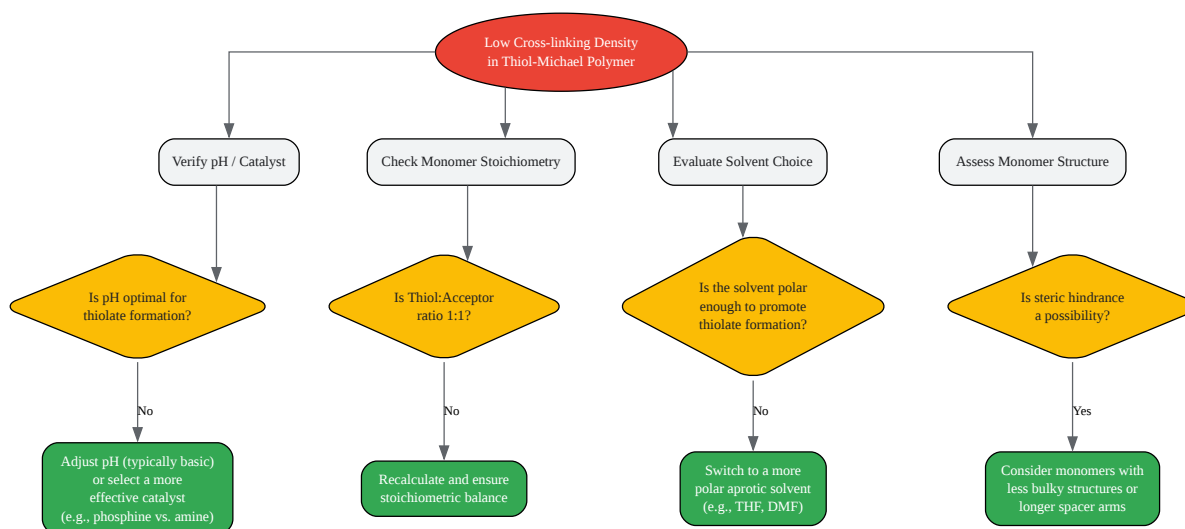 Low Cross-linking Density
in Thiol-Michael Polymer
Verify pH / Catalyst
Check Monomer Stoichiometry
Evaluate Solvent Choice
Assess Monomer Structure
Is pH optimal for
thiolate formation?
Is Thiol:Acceptor
ratio 1:1?
Is the solvent polar
enough to promote
thiolate formation?
Is steric hindrance
a possibility?
No
No
No
Yes
Adjust pH (typically basic)
or select a more
effective catalyst
(e.g., phosphine vs. amine)
Recalculate and ensure
stoichiometric balance
Switch to a more
polar aprotic solvent
(e.g., THF, DMF)
Consider monomers with
less bulky structures or
longer spacer arms